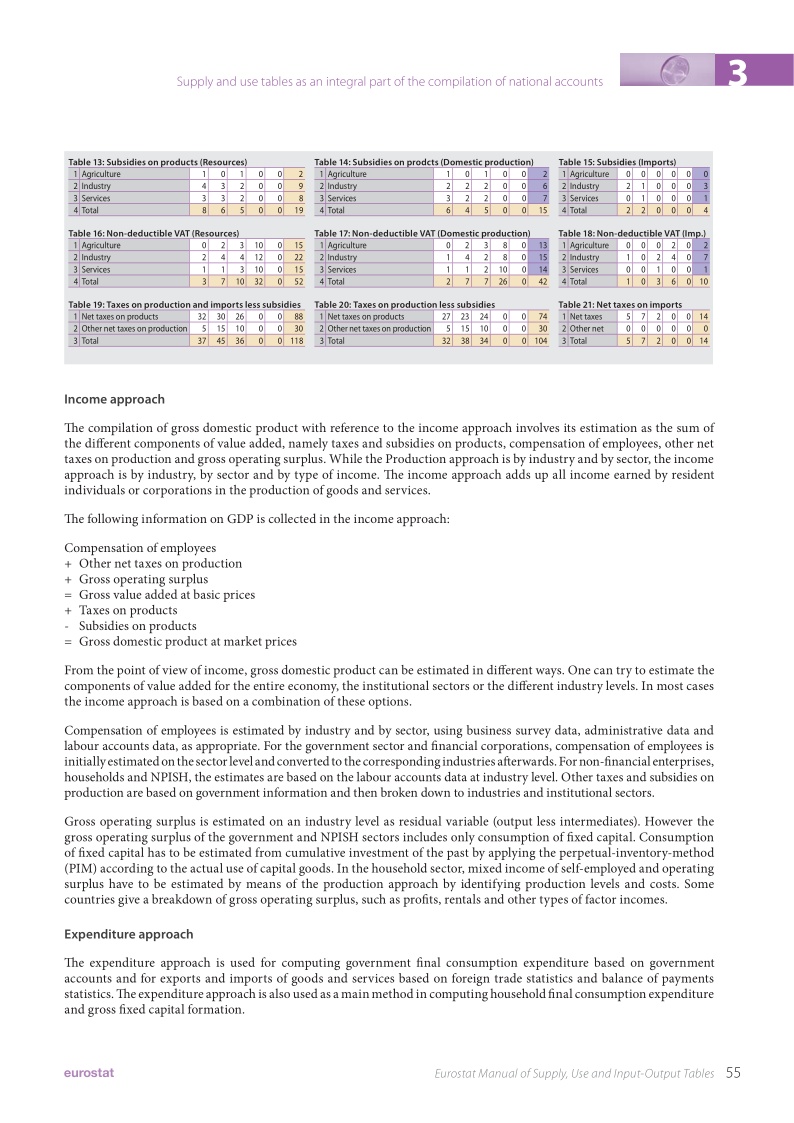 Supply and use tables as an integral part of the compilation of national accounts
3
Table 13: Subsidies on products (Resources)
1 Agriculture 1 0 1 0 0 2
2 Industry 4 3 2 0 0 9
3 Services 3 3 2 0 0 8
4 Total 8 6 5 0 0 19
Table 14: Subsidies on prodcts (Domestic production)
1 Agriculture 1 0 1 0 0 2
2 Industry 2 2 2 0 0 6
3 Services 3 2 2 0 0 7
4 Total 6 4 5 0 0 15
Table 15: Subsidies (Imports)
1 Agriculture 0 0 0 0 0 0
2 Industry 2 1 0 0 0 3
3 Services 0 1 0 0 0 1
4 Total 2 2 0 0 0 4
Table 16: Non-deductible VAT (Resources)
1 Agriculture 0 2 3 10 0 15
2 Industry 2 4 4 12 0 22
3 Services 1 1 3 10 0 15
4 Total 3 7 10 32 0 52
Table 17: Non-deductible VAT (Domestic production)
1 Agriculture 0 2 3 8 0 13
2 Industry 1 4 2 8 0 15
3 Services 1 1 2 10 0 14
4 Total 2 7 7 26 0 42
Table 18: Non-deductible VAT (Imp.)
1 Agriculture 0 0 0 2 0 2
2 Industry 1 0 2 4 0 7
3 Services 0 0 1 0 0 1
4 Total 1 0 3 6 0 10
Table 19: Taxes on production and imports less subsidies
1 Net taxes on products 32 30 26 0 0 88
2 Other net taxes on production 5 15 10 0 0 30
3 Total 37 45 36 0 0 118
Table 20: Taxes on production less subsidies
1 Net taxes on products 27 23 24 0 0 74
2 Other net taxes on production 5 15 10 0 0 30
3 Total 32 38 34 0 0 104
Table 21: Net taxes on imports
1 Net taxes 5 7 2 0 0 14
2 Other net 0 0 0 0 0 0
3 Total 5 7 2 0 0 14
Income approach
The compilation of gross domestic product with reference to the income approach involves its estimation as the sum of
the different components of value added, namely taxes and subsidies on products, compensation of employees, other net
taxes on production and gross operating surplus. While the Production approach is by industry and by sector, the income
approach is by industry, by sector and by type of income. The income approach adds up all income earned by resident
individuals or corporations in the production of goods and services.
The following information on GDP is collected in the income approach:
Compensation of employees
+ Other net taxes on production
+ Gross operating surplus
= Gross value added at basic prices
+ Taxes on products
- Subsidies on products
= Gross domestic product at market prices
From the point of view of income, gross domestic product can be estimated in different ways. One can try to estimate the
components of value added for the entire economy, the institutional sectors or the different industry levels. In most cases
the income approach is based on a combination of these options.
Compensation of employees is estimated by industry and by sector, using business survey data, administrative data and
labour accounts data, as appropriate. For the government sector and financial corporations, compensation of employees is
initially estimated on the sector level and converted to the corresponding industries afterwards. For non-financial enterprises,
households and NPISH, the estimates are based on the labour accounts data at industry level. Other taxes and subsidies on
production are based on government information and then broken down to industries and institutional sectors.
Gross operating surplus is estimated on an industry level as residual variable (output less intermediates). However the
gross operating surplus of the government and NPISH sectors includes only consumption of fixed capital. Consumption
of fixed capital has to be estimated from cumulative investment of the past by applying the perpetual-inventory-method
(PIM) according to the actual use of capital goods. In the household sector, mixed income of self-employed and operating
surplus have to be estimated by means of the production approach by identifying production levels and costs. Some
countries give a breakdown of gross operating surplus, such as profits, rentals and other types of factor incomes.
Expenditure approach
The expenditure approach is used for computing government final consumption expenditure based on government
accounts and for exports and imports of goods and services based on foreign trade statistics and balance of payments
statistics. The expenditure approach is also used as a main method in computing household final consumption expenditure
and gross fixed capital formation.
eurostat
Eurostat Manual of Supply, Use and Input-Output Tables 55